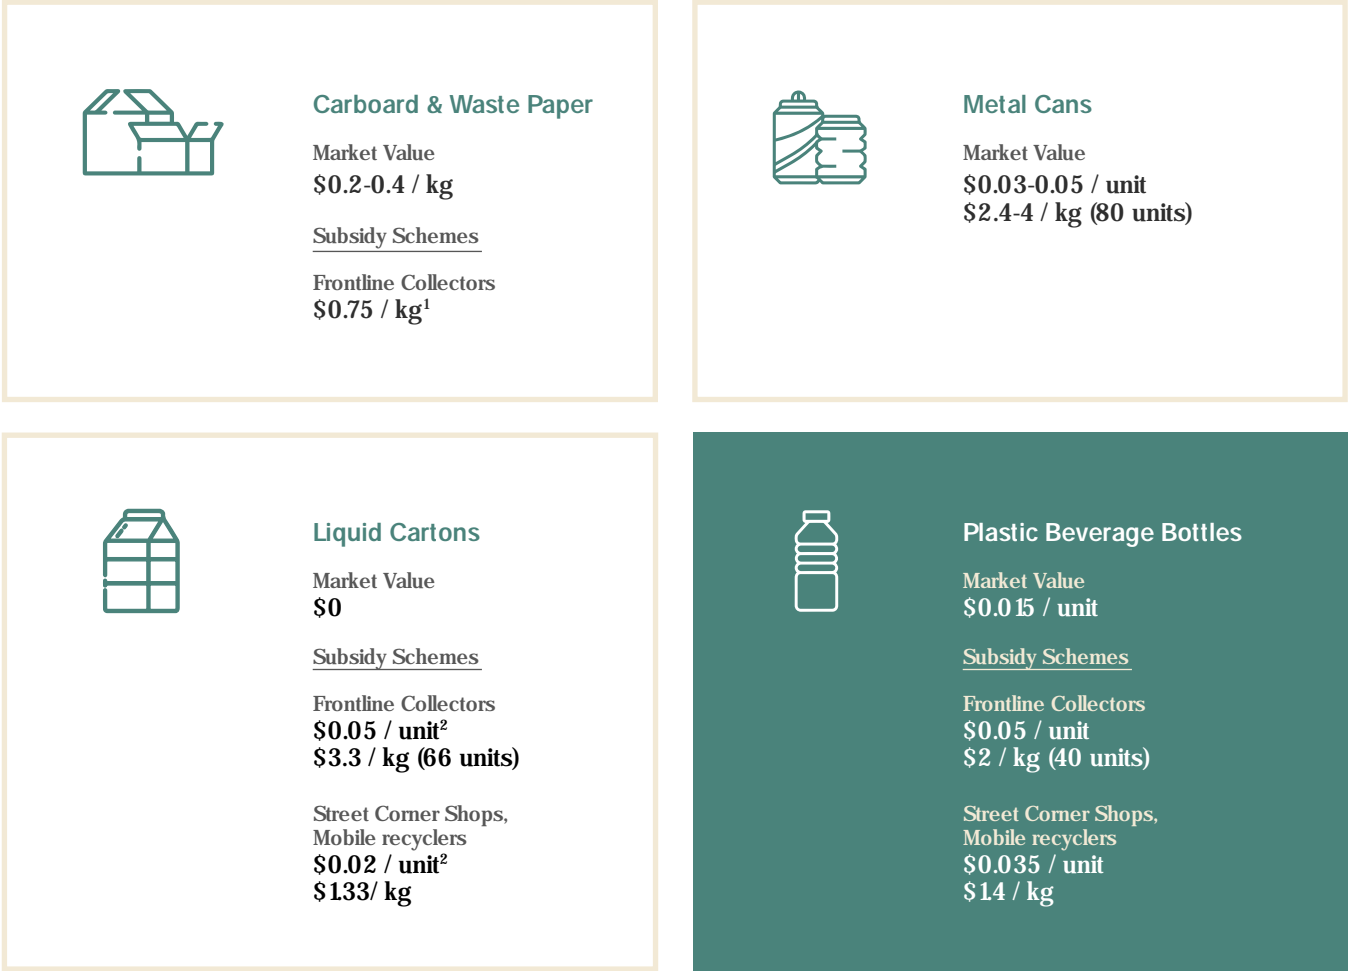 Carboard & Waste Paper
Market Value
$0.2-0.4 / kg
Subsidy Schemes
Frontline Collectors
$0.75 / kg¹
Metal Cans
Market Value
$0.03-0.05 / unit
$2.4-4 / kg (80 units)
Liquid Cartons
Market Value
$0
Subsidy Schemes
Frontline Collectors
$0.05 / unit²
$3.3 / kg (66 units)
Street Corner Shops,
Mobile recyclers
$0.02 / unit²
$1.33/ kg
Plastic Beverage Bottles
Market Value
$0.015 / unit
Subsidy Schemes
Frontline Collectors
$0.05 / unit
$2 / kg (40 units)
Street Corner Shops,
Mobile recyclers
$0.035 / unit
$1.4 / kg